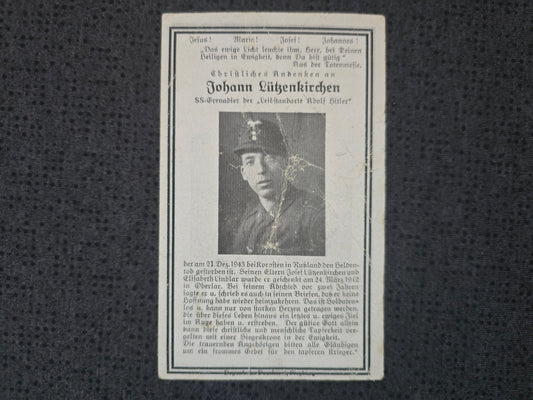 Jesus! Maria! Josef! Johannes!
„Das ewige Licht leuchte ihm, Herr, bei Deinen
Heiligen in Ewigkeit, denn Du bist gütig“
Aus der Totenmesse.
Christliches Andenken an
Johann Lützenkirchen
SS-Grenadier der „Leibstandarte Adolf Hitler“
der am 21. Dez. 1943 bei Korosten in Rußland den Helden-
tod gestorben ist. Seinen Eltern Josef Lützenkirchen und
Elisabeth Lindlar wurde er geschenkt am 24. März 1912
in Oberlar. Bei seinem Abschied vor zwei Jahren
sagte er u. schrieb es auch in seinen Briefen, daß er keine
Hoffnung habe wieder heimzukehren. Das ist Soldaten-
los u. kann nur von starken Herzen getragen werden,
die über dieses Leben hinaus ein letztes u. ewiges Ziel
im Auge haben u. erstreben. Der gütige Gott allein
kann diese christliche und menschliche Tapferkeit ver-
gelten mit einer Siegeskrone in der Ewigkeit.
Die trauernden Angehörigen bitten alle Gläubigen
um ein frommes Gebet für den tapferen Krieger.“